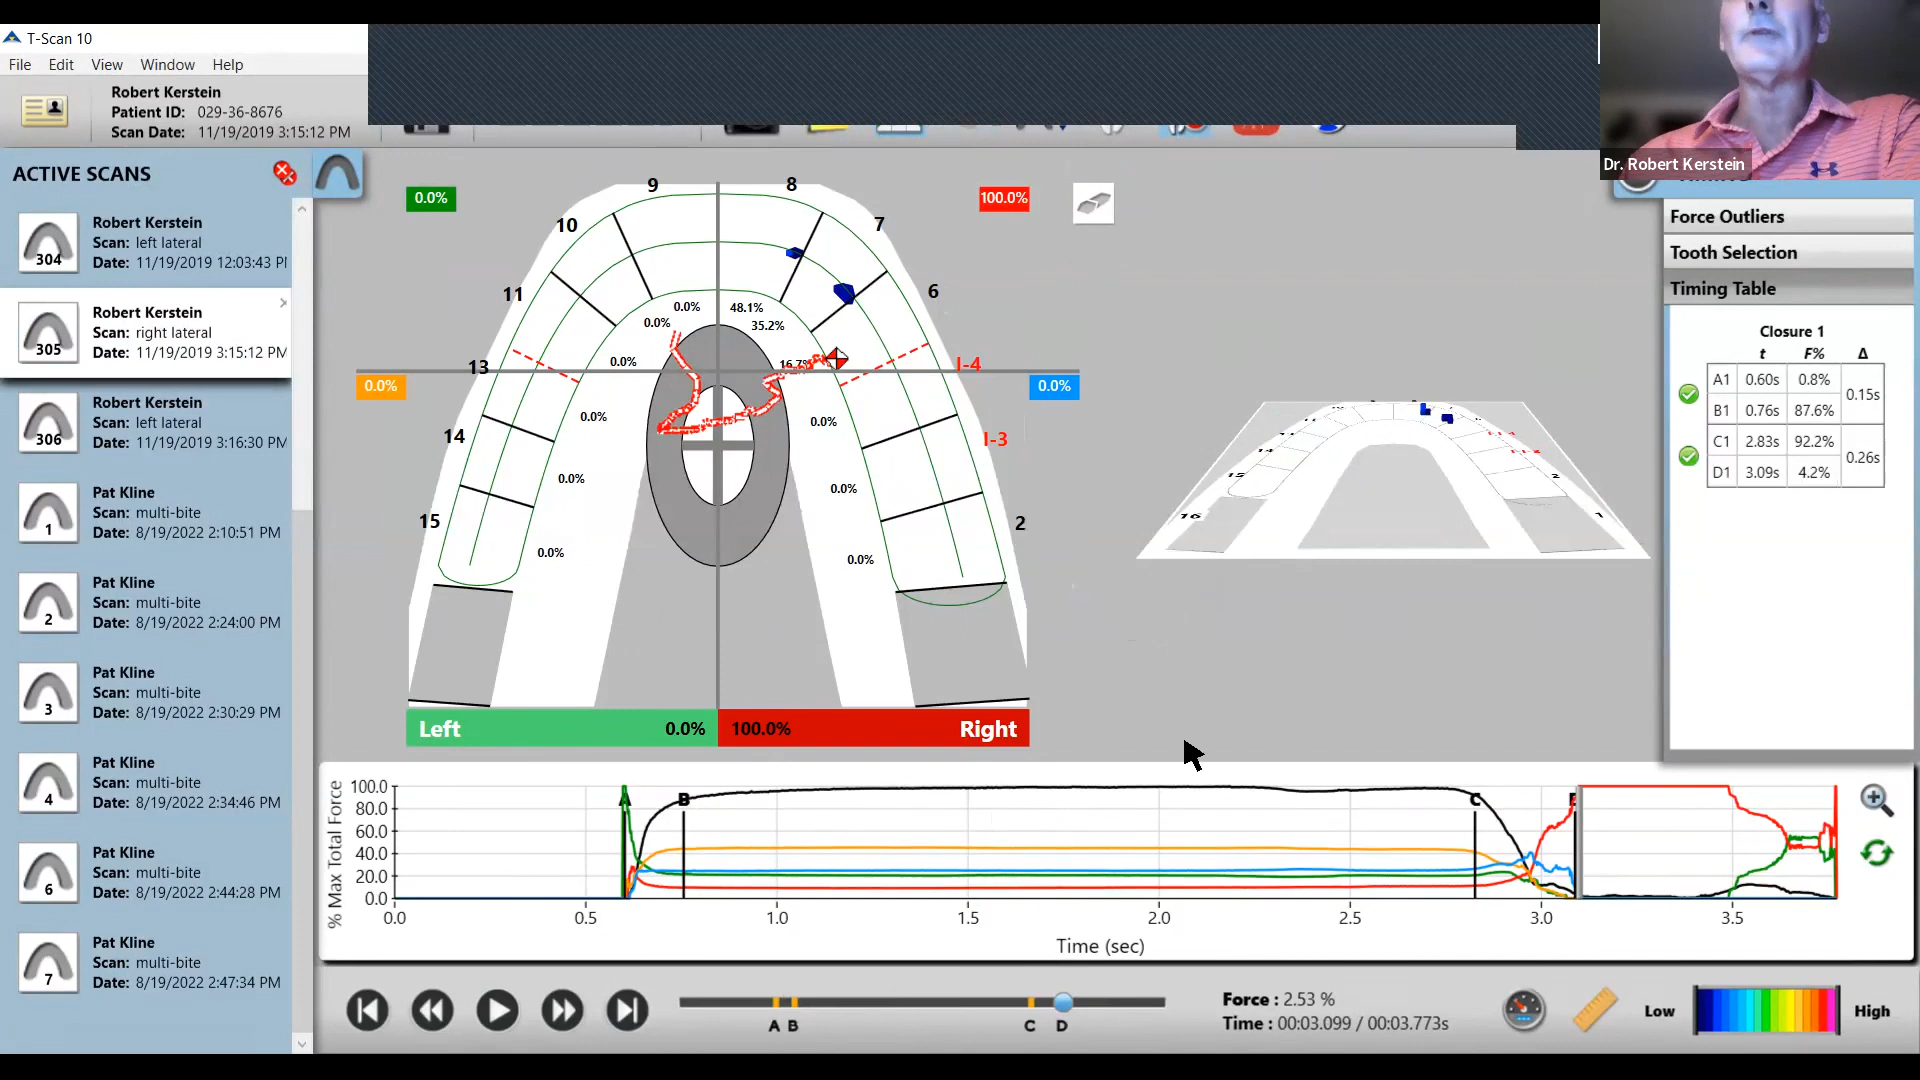 T-Scan 10
File Edit View Window Help
Robert Kerstein
Patient ID: 029-36-8676
Scan Date: 11/19/2019 3:15:12 PM
Dr. Robert Kerstein
ACTIVE SCANS
Robert Kerstein
Scan: left lateral
Date: 11/19/2019 12:03:43 PM
304
Robert Kerstein
Scan: right lateral
Date: 11/19/2019 3:15:12 PM
305
Robert Kerstein
Scan: left lateral
Date: 11/19/2019 3:16:30 PM
306
Pat Kline
Scan: multi-bite
Date: 8/19/2022 2:10:51 PM
1
Pat Kline
Scan: multi-bite
Date: 8/19/2022 2:24:00 PM
2
Pat Kline
Scan: multi-bite
Date: 8/19/2022 2:30:29 PM
3
Pat Kline
Scan: multi-bite
Date: 8/19/2022 2:34:46 PM
4
Pat Kline
Scan: multi-bite
Date: 8/19/2022 2:44:28 PM
6
Pat Kline
Scan: multi-bite
Date: 8/19/2022 2:47:34 PM
7
0.0% 9 8 100.0%
10 7
11 6
0.0% 48.1%
0.0% 35.2%
13 0.0% 16.7% I-4
0.0% 0.0%
14 0.0% 0.0% I-3
0.0% 0.0%
15 2
0.0% 0.0%
Left 0.0% 100.0% Right
14
15 2
16 1
Force Outliers
Tooth Selection
Timing Table
Closure 1
t F% Δ
A1 0.60s 0.8% 0.15s
B1 0.76s 87.6%
C1 2.83s 92.2% 0.26s
D1 3.09s 4.2%
% Max Total Force
100.0
80.0
60.0
40.0
20.0
0.0
A B C
0.0 0.5 1.0 1.5 2.0 2.5 3.0 3.5
Time (sec)
A B C D
Force : 2.53 %
Time : 00:03.099 / 00:03.773s
Low High